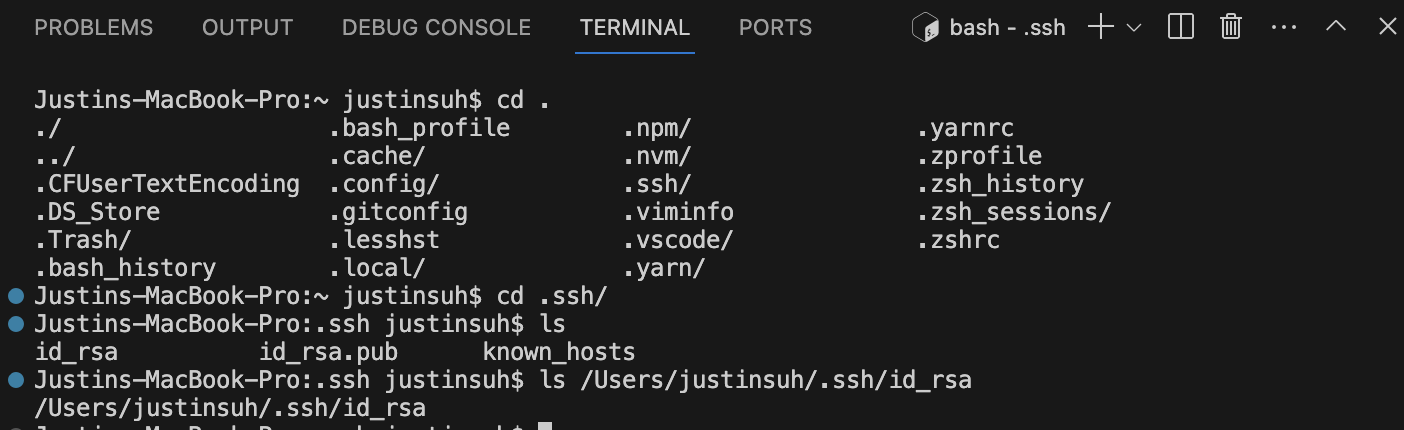 PROBLEMS OUTPUT DEBUG CONSOLE TERMINAL PORTS bash - .ssh
Justins-MacBook-Pro:~ justinsuh$ cd .
./ .bash_profile .npm/ .yarnrc
../ .cache/ .nvm/ .zprofile
.CFUserTextEncoding .config/ .ssh/ .zsh_history
.DS_Store .gitconfig .viminfo .zsh_sessions/
.Trash/ .lesshst .vscode/ .zshrc
.bash_history .local/ .yarn/
Justins-MacBook-Pro:~ justinsuh$ cd .ssh/
Justins-MacBook-Pro:.ssh justinsuh$ ls
id_rsa id_rsa.pub known_hosts
Justins-MacBook-Pro:.ssh justinsuh$ ls /Users/justinsuh/.ssh/id_rsa
/Users/justinsuh/.ssh/id_rsa